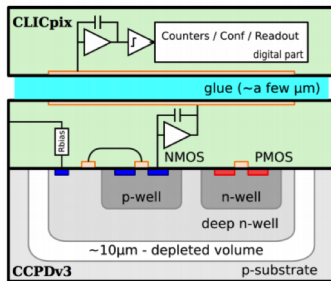 CLICpix
Counters / Conf / Readout
digital part
glue (~a few μm)
Rbias
NMOS
PMOS
p-well
n-well
deep n-well
~10μm - depleted volume
CCPDv3
p-substrate